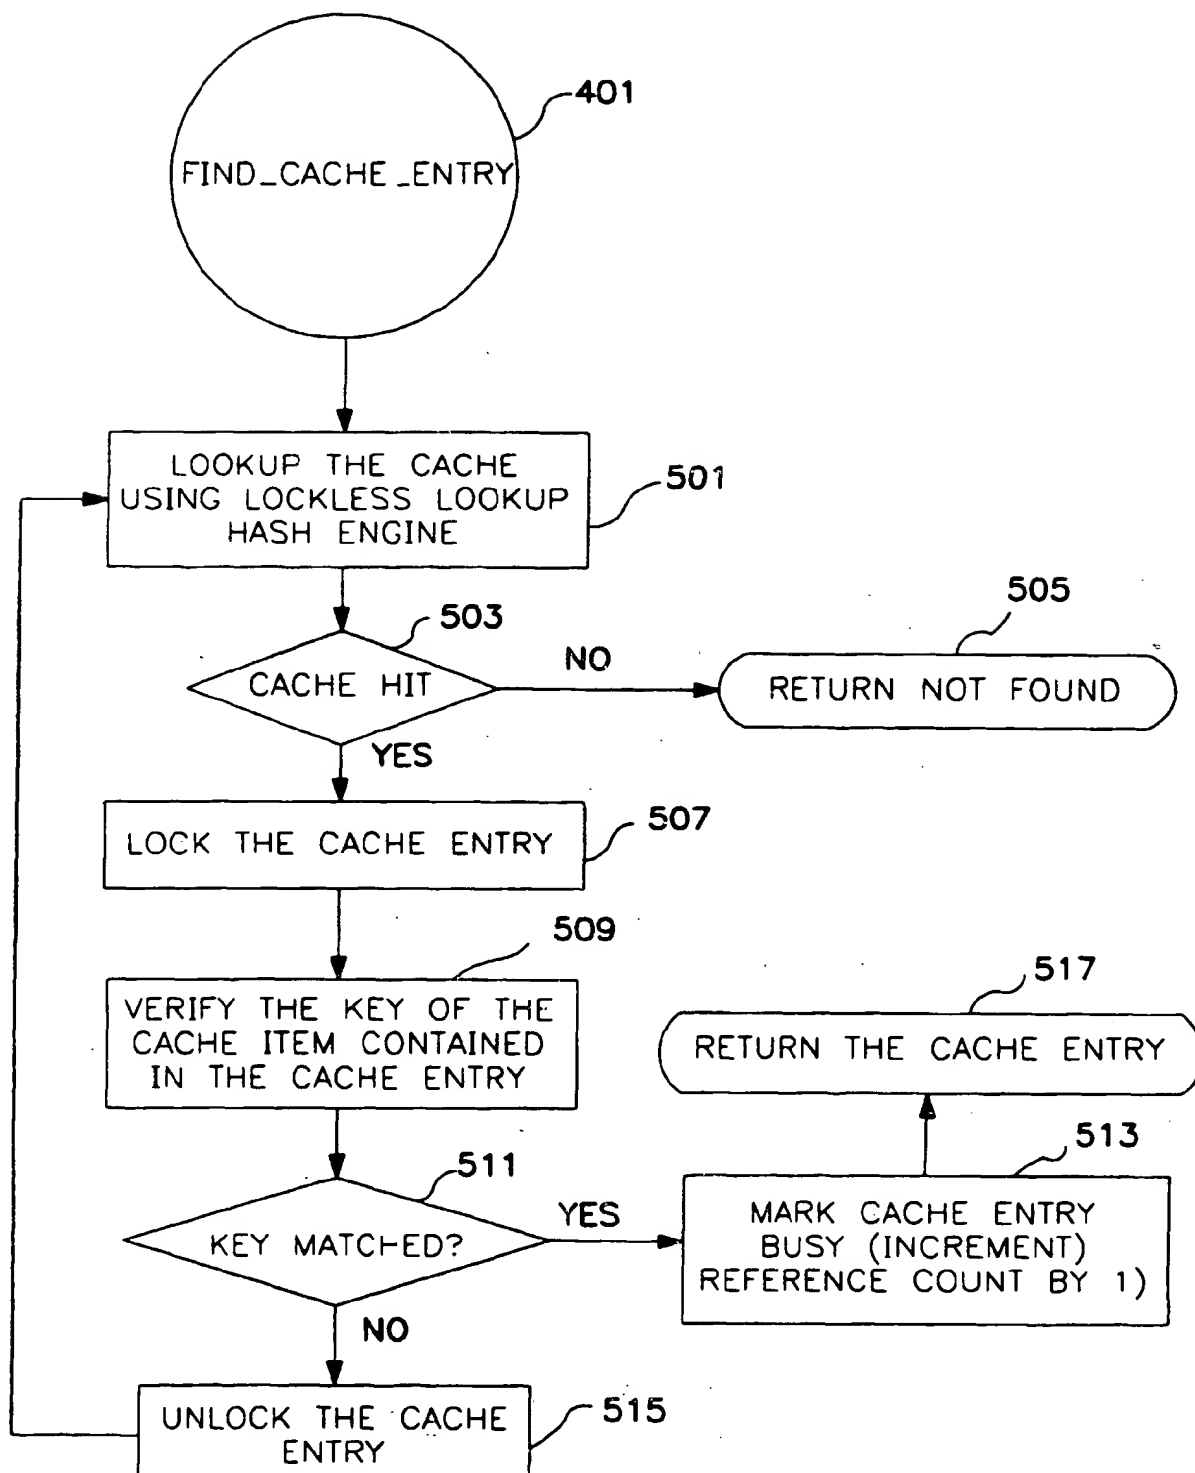 401
FIND_CACHE_ENTRY
LOOKUP THE CACHE
USING LOCKLESS LOOKUP
HASH ENGINE
501
503
CACHE HIT
NO
505
RETURN NOT FOUND
YES
LOCK THE CACHE ENTRY
507
509
VERIFY THE KEY OF THE
CACHE ITEM CONTAINED
IN THE CACHE ENTRY
517
RETURN THE CACHE ENTRY
511
KEY MATCHED?
YES
513
MARK CACHE ENTRY
BUSY (INCREMENT)
REFERENCE COUNT BY 1)
NO
UNLOCK THE CACHE
ENTRY
515